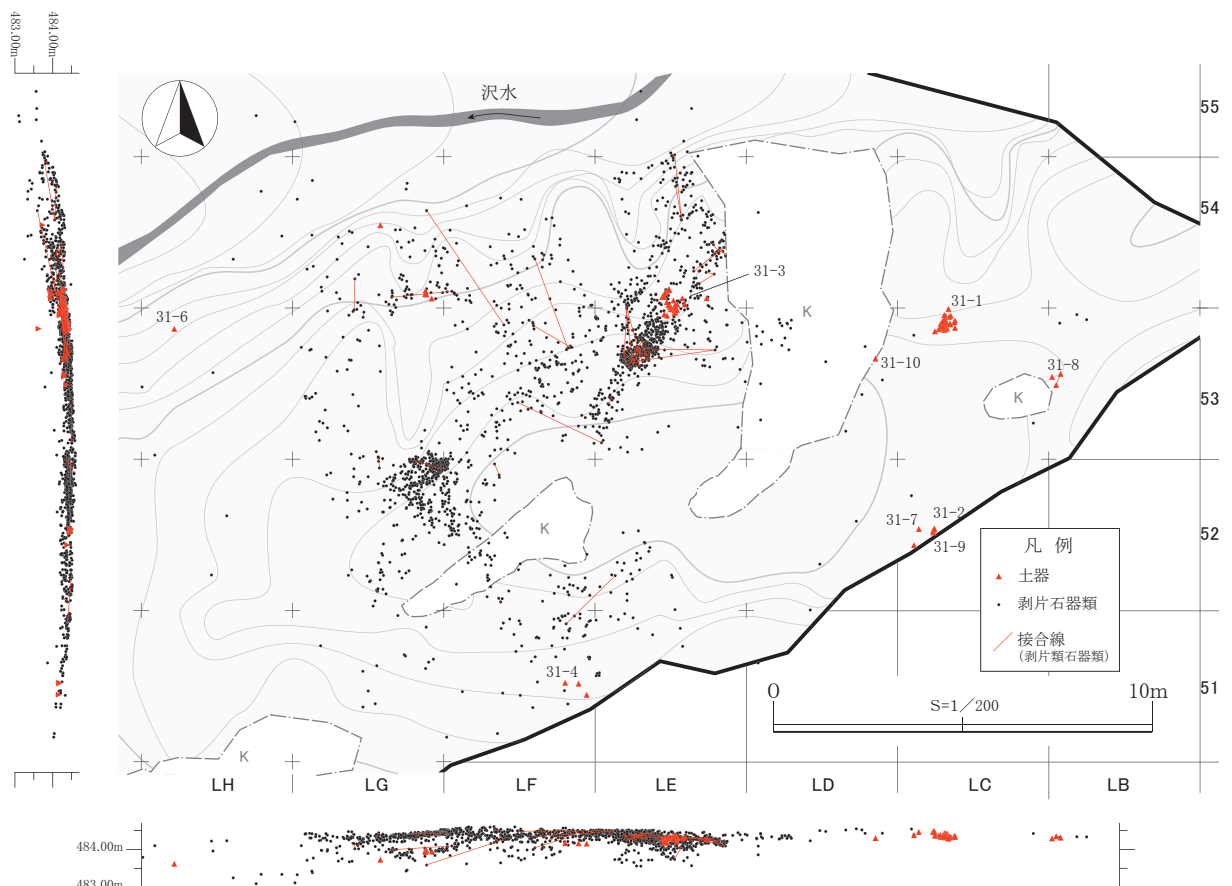 483.00m
484.00m
沢水
55
54
31-3
31-6
31-1
K
31-10
31-8
K
53
31-7
31-2
31-9
K
52
凡 例
土器
剥片石器類
接合線
(剥片類石器類)
31-4
51
0
10m
S=1／200
K
LH
LG
LF
LE
LD
LC
LB
484.00m
483.00m